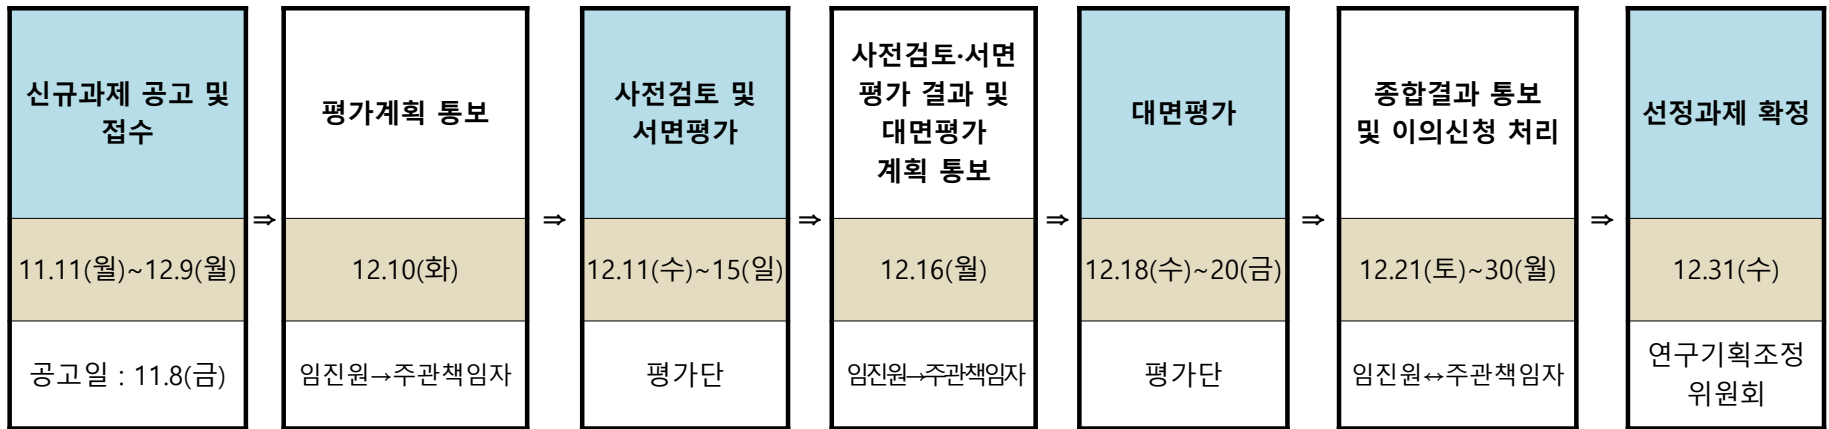 신규과제 공고 및
접수
11.11(월)~12.9(월)
공고일 : 11.8(금)
⇒
평가계획 통보
12.10(화)
임진원→주관책임자
⇒
사전검토 및
서면평가
12.11(수)~15(일)
평가단
⇒
사전검토·서면
평가 결과 및
대면평가
계획 통보
12.16(월)
임진원→주관책임자
⇒
대면평가
12.18(수)~20(금)
평가단
⇒
종합결과 통보
및 이의신청 처리
12.21(토)~30(월)
임진원↔주관책임자
⇒
선정과제 확정
12.31(수)
연구기획조정
위원회